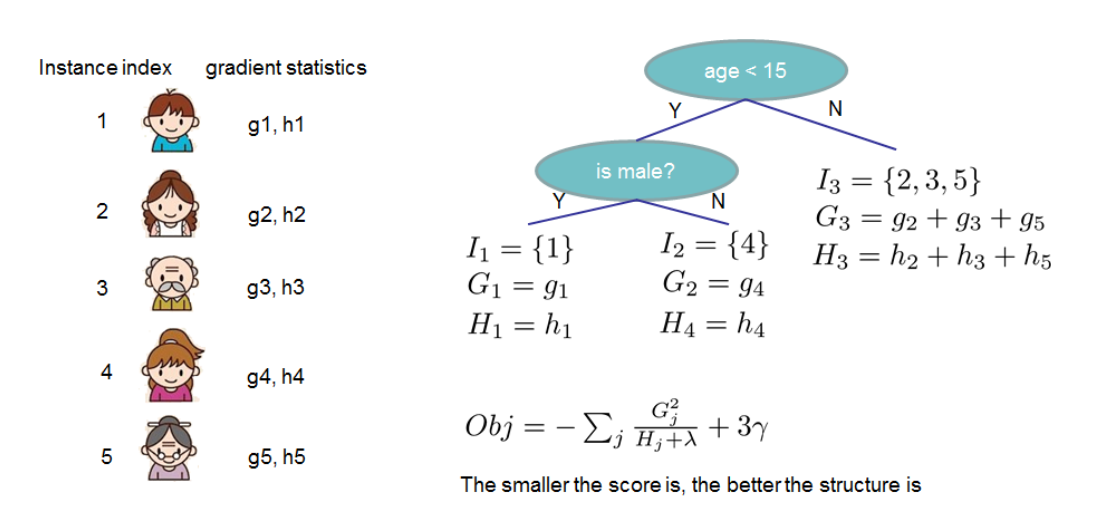 Instance index gradient statistics
1 g1, h1
2 g2, h2
3 g3, h3
4 g4, h4
5 g5, h5
age < 15
Y N
is male?
Y N
I₁ = {1}
G₁ = g₁
H₁ = h₁
I₂ = {4}
G₂ = g₄
H₄ = h₄
I₃ = {2, 3, 5}
G₃ = g₂ + g₃ + g₅
H₃ = h₂ + h₃ + h₅
Obj = − ∑ⱼ Gⱼ² / (Hⱼ+λ) + 3γ
The smaller the score is, the better the structure is